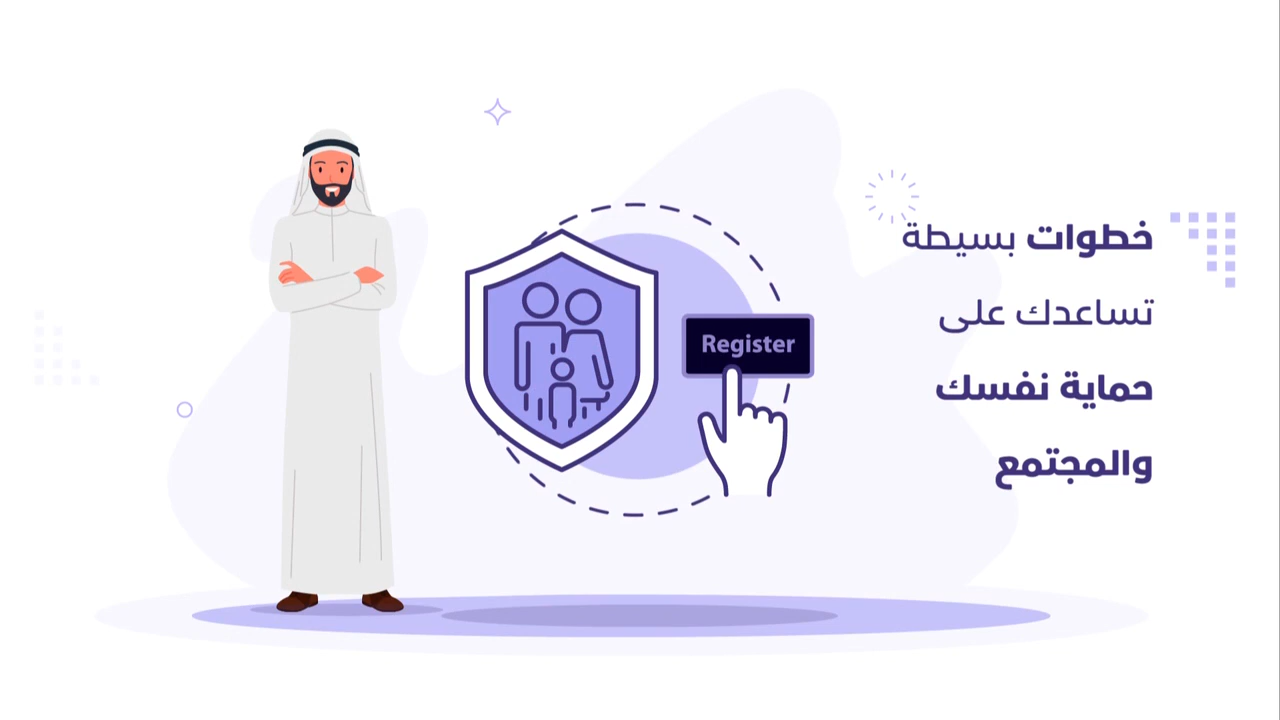 خطوات بسيطة
تساعدك على
حماية نفسك
والمجتمع
Register